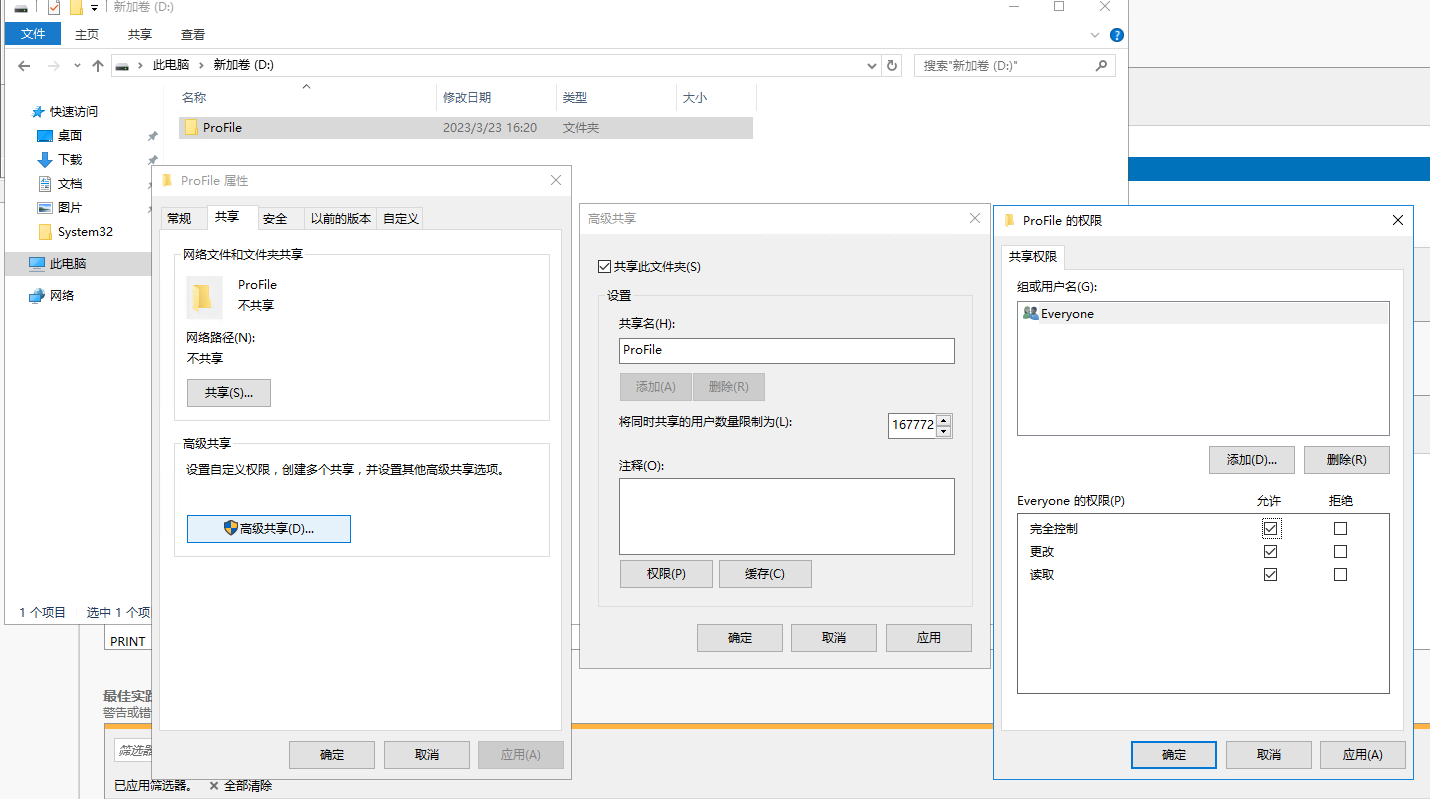 新加卷 (D:)
文件 主页 共享 查看
此电脑 新加卷 (D:) 搜索"新加卷 (D:)"
名称 修改日期 类型 大小
ProFile 2023/3/23 16:20 文件夹
快速访问
桌面
下载
文档
图片
System32
此电脑
网络
1 个项目 选中 1 个项
ProFile 属性
常规 共享 安全 以前的版本 自定义
网络文件和文件夹共享
ProFile
不共享
网络路径(N):
不共享
共享(S)...
高级共享
设置自定义权限，创建多个共享，并设置其他高级共享选项。
高级共享(D)...
确定 取消 应用(A)
高级共享
共享此文件夹(S)
设置
共享名(H):
ProFile
添加(A) 删除(R)
将同时共享的用户数量限制为(L): 167772
注释(O):
权限(P) 缓存(C)
确定 取消 应用
ProFile 的权限
共享权限
组或用户名(G):
Everyone
添加(D)... 删除(R)
Everyone 的权限(P) 允许 拒绝
完全控制
更改
读取
确定 取消 应用(A)
PRINT
最佳实践
警告或错
筛选器
已应用筛选器。 全部清除